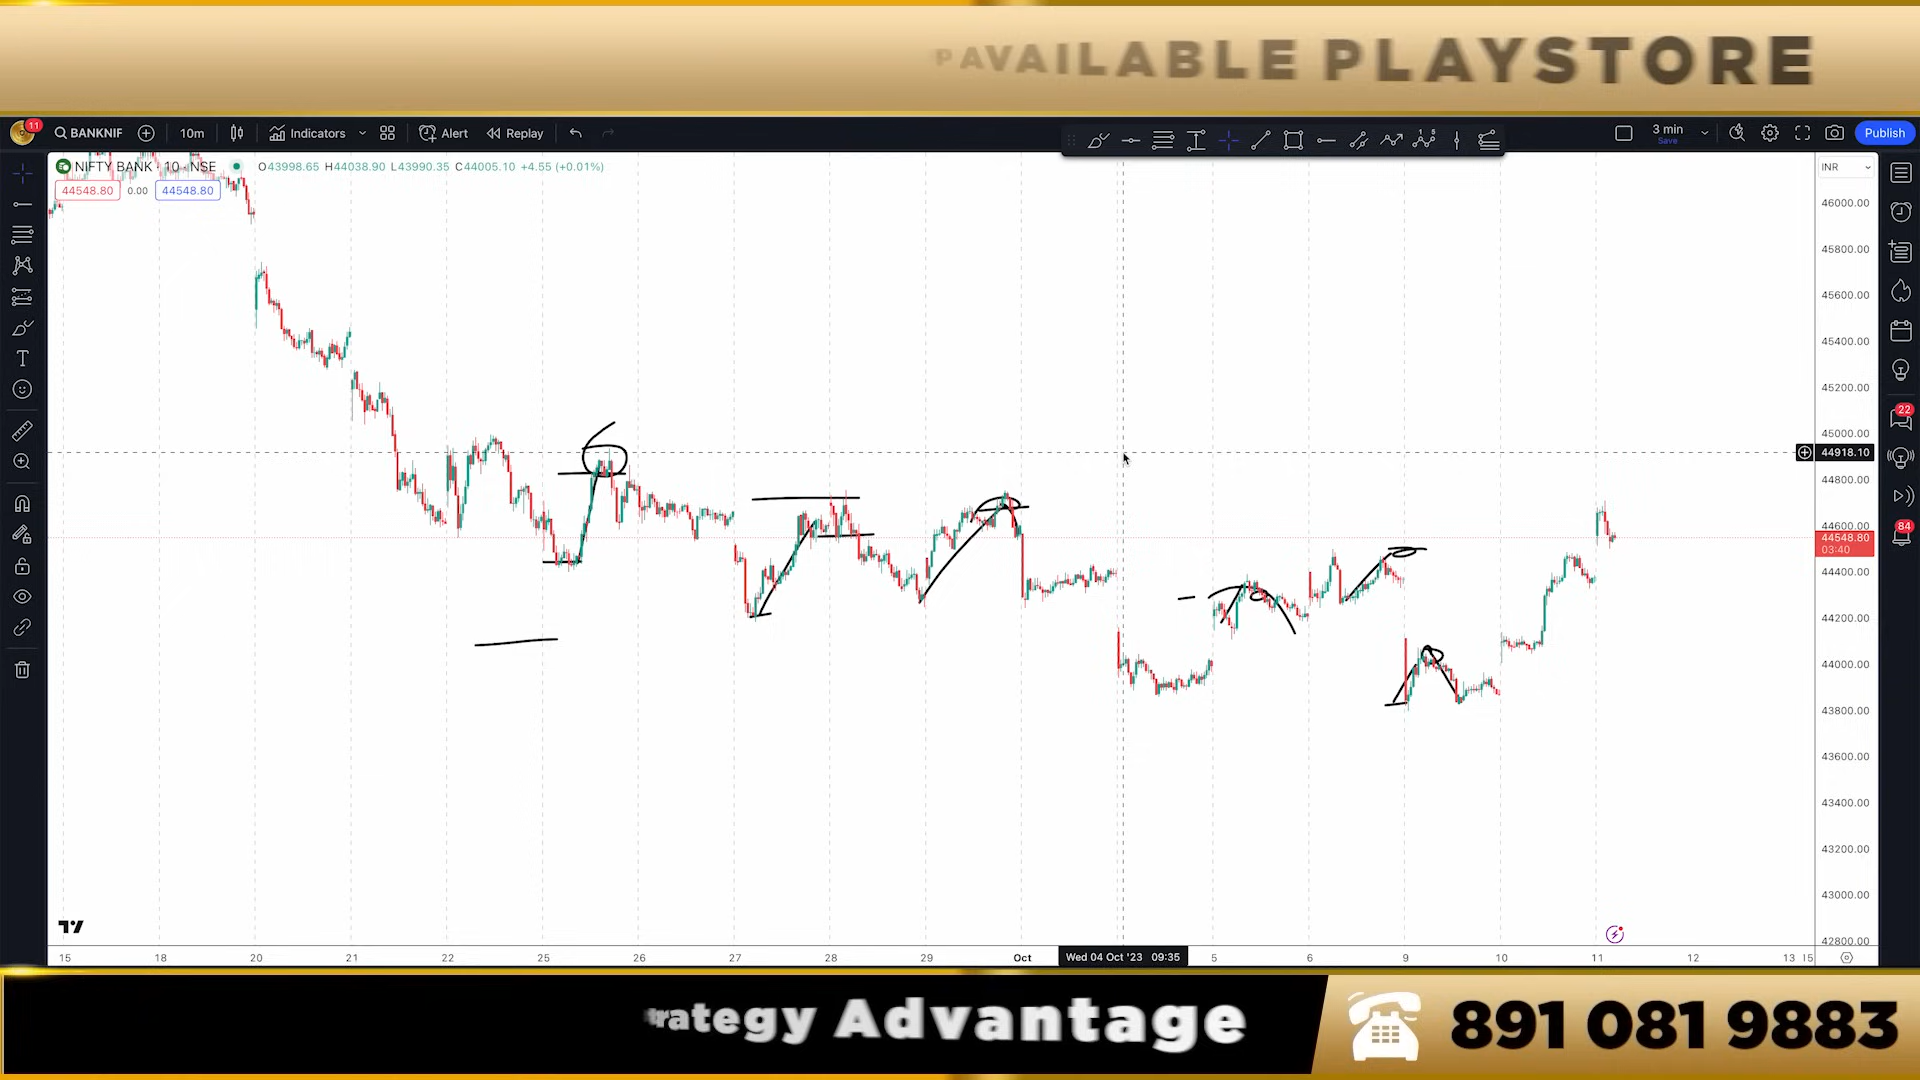 AVAILABLE PLAYSTORE
11
BANKNIF
10m
Indicators
Alert
Replay
3 min
Save
Publish
NIFTY BANK · 10 · NSE
O43998.65 H44038.90 L43990.35 C44005.10 +4.55 (+0.01%)
44548.80 0.00 44548.80
INR
46000.00
45800.00
45600.00
45400.00
45200.00
45000.00
44918.10
44800.00
44600.00
44548.80
03:40
44400.00
44200.00
44000.00
43800.00
43600.00
43400.00
43200.00
43000.00
42800.00
22
84
15 18 20 21 22 25 26 27 28 29 Oct Wed 04 Oct '23 09:35 5 6 9 10 11 12 13 15
rategy Advantage
891 081 9883